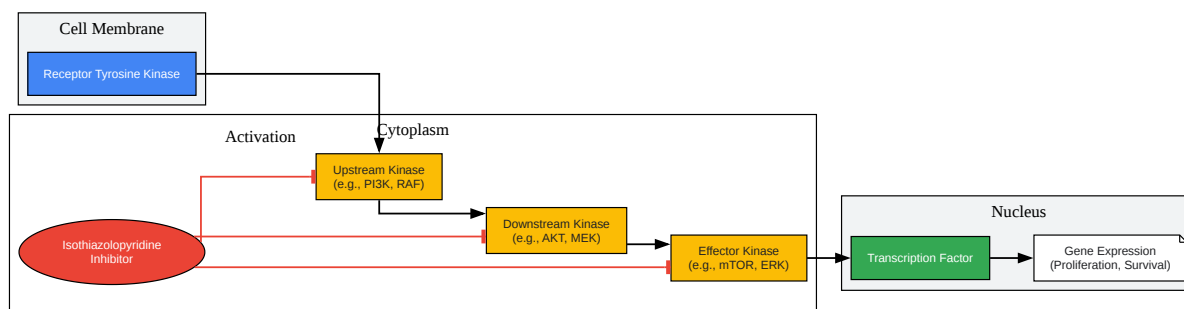 Cell Membrane
Receptor Tyrosine Kinase
Cytoplasm
Activation
Upstream Kinase
(e.g., PI3K, RAF)
Isothiazolopyridine
Inhibitor
Downstream Kinase
(e.g., AKT, MEK)
Effector Kinase
(e.g., mTOR, ERK)
Nucleus
Transcription Factor
Gene Expression
(Proliferation, Survival)